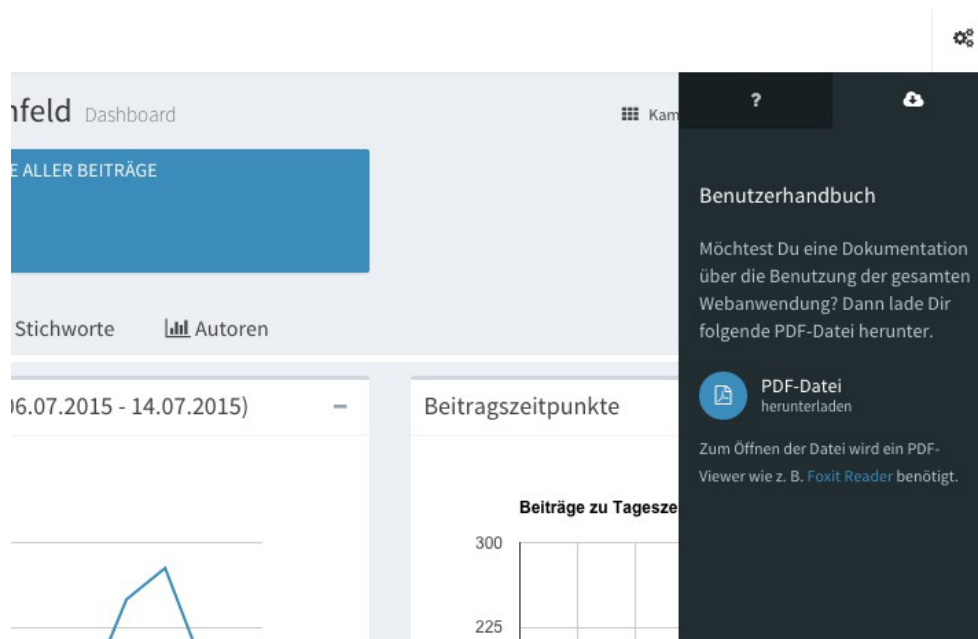 nfeld Dashboard
Kam
?
E ALLER BEITRÄGE
Benutzerhandbuch
Möchtest Du eine Dokumentation
über die Benutzung der gesamten
Webanwendung? Dann lade Dir
folgende PDF-Datei herunter.
Stichworte
Autoren
PDF-Datei
herunterladen
06.07.2015 - 14.07.2015)
Beitragszeitpunkte
Zum Öffnen der Datei wird ein PDF-
Viewer wie z. B. Foxit Reader benötigt.
Beiträge zu Tagesze
300
225